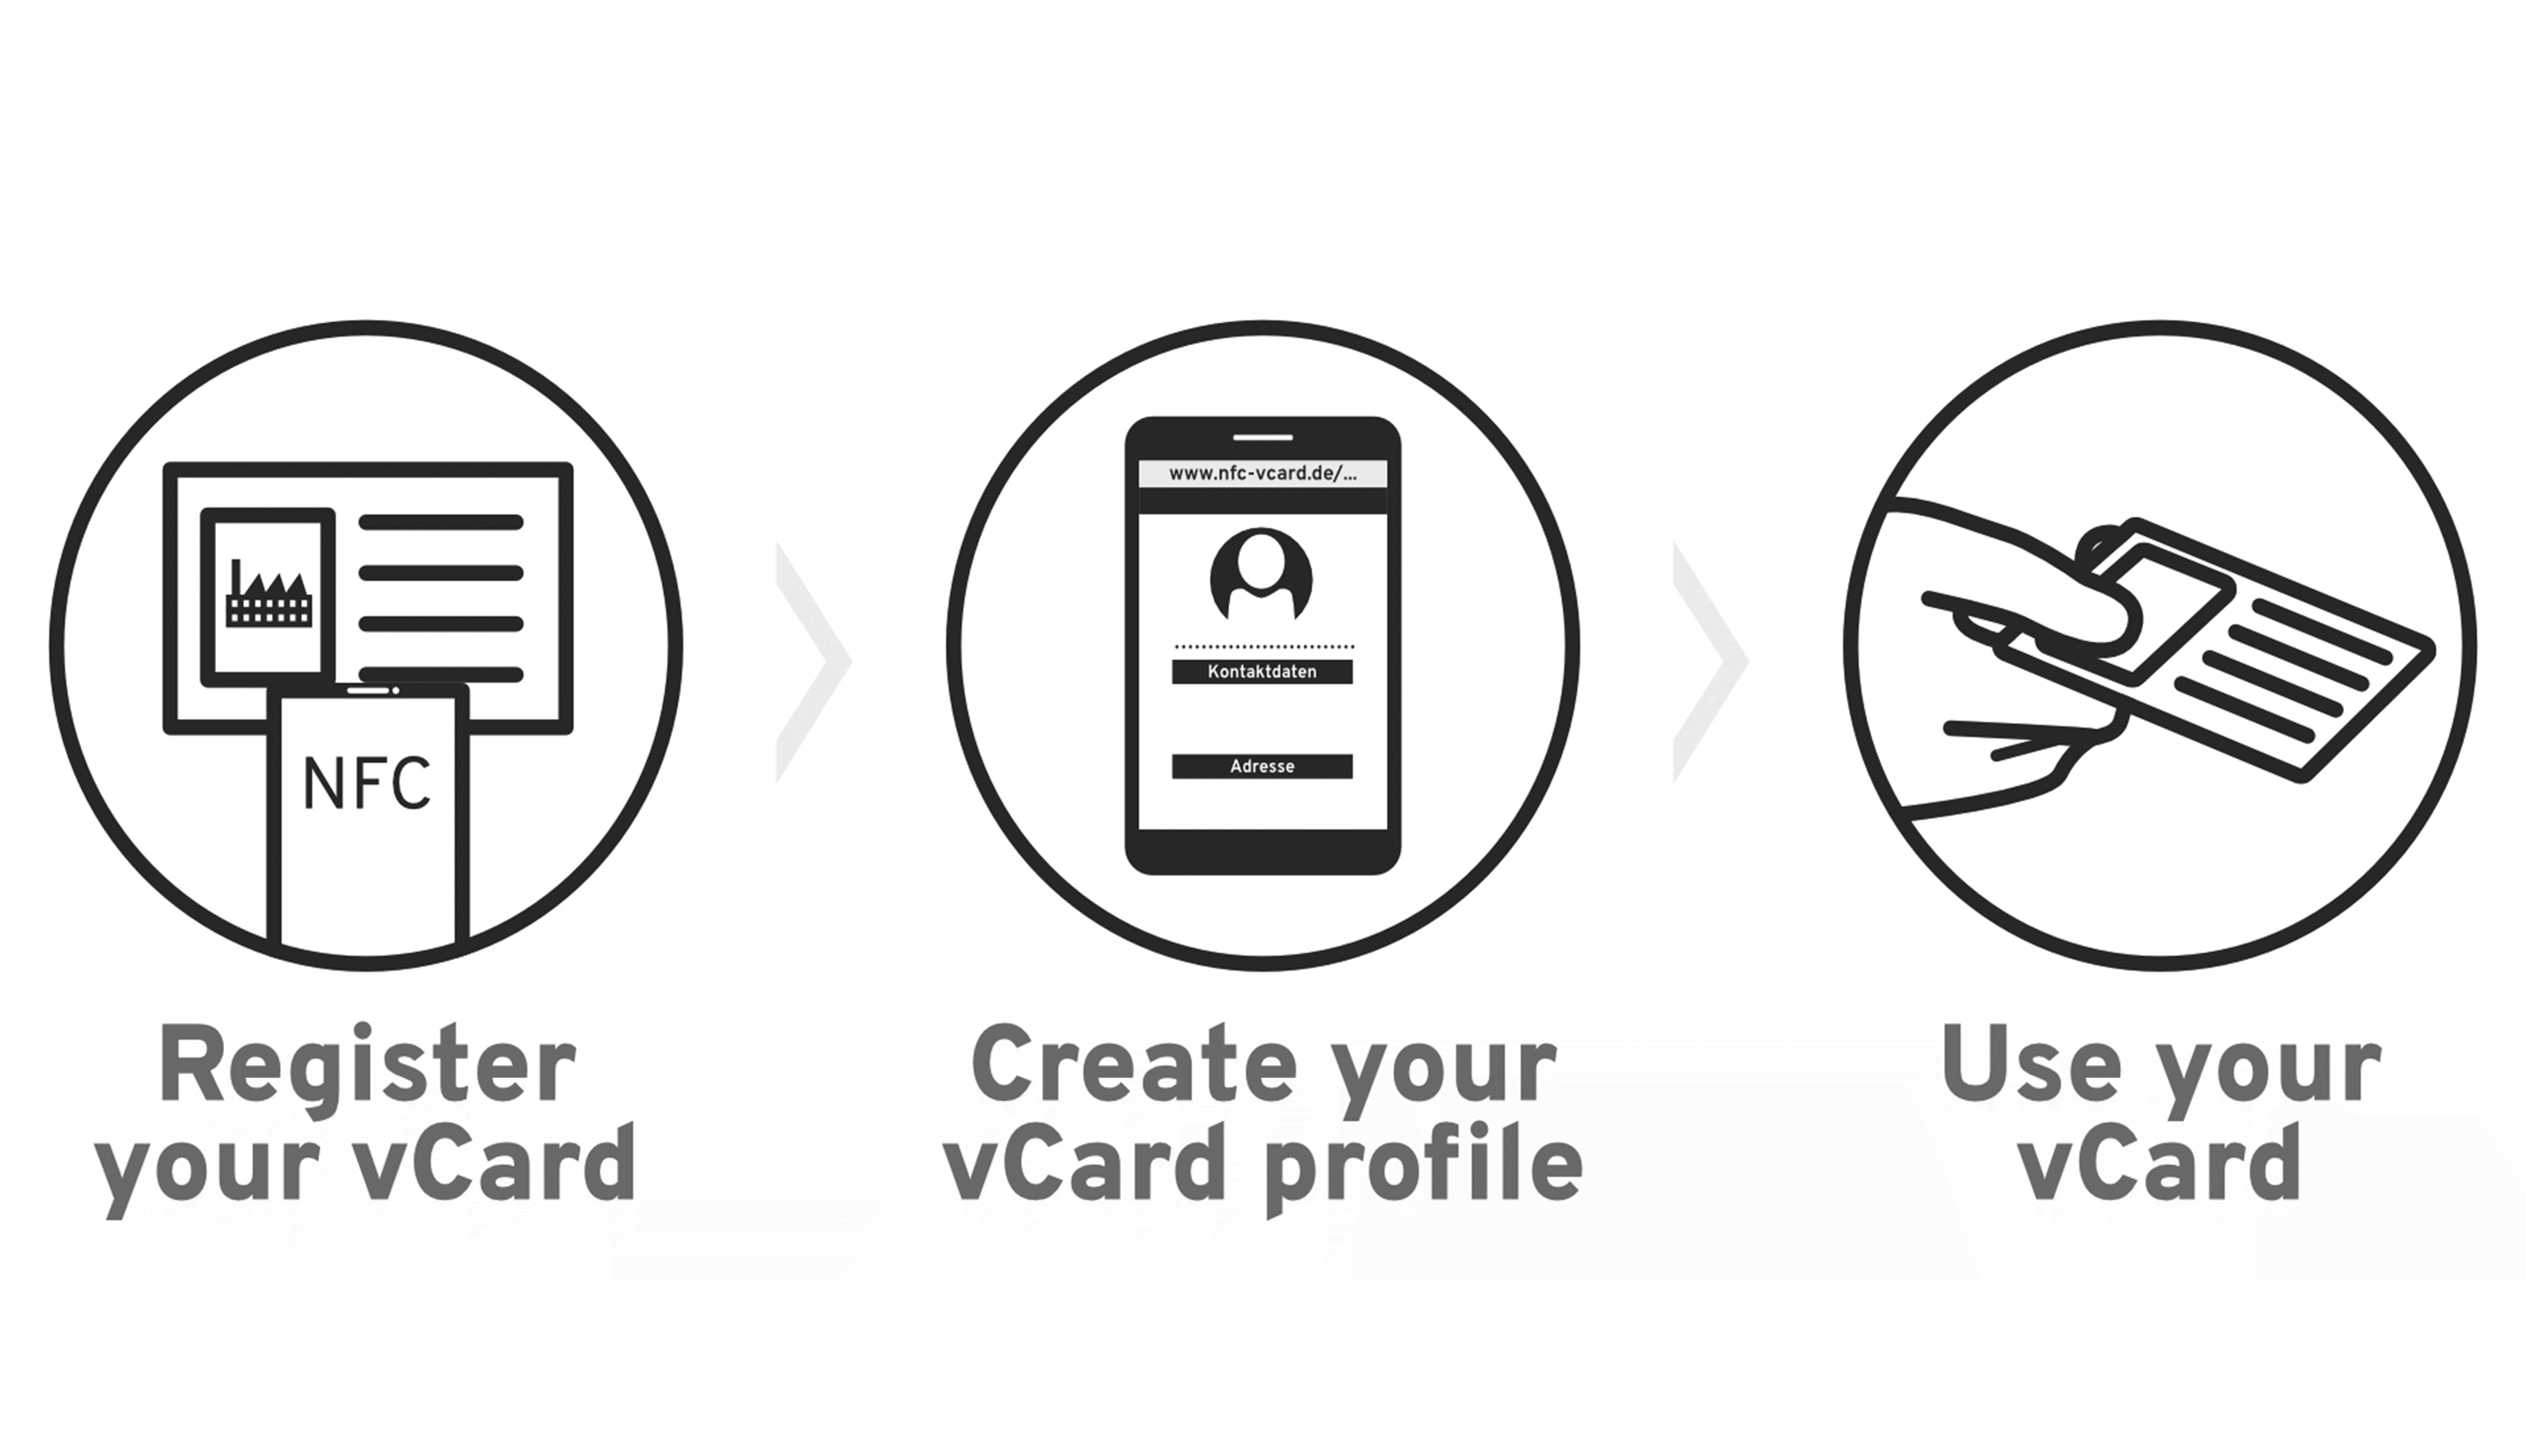 NFC
Register
your vCard
www.nfc-vcard.de/...
Kontaktdaten
Adresse
Create your
vCard profile
Use your
vCard